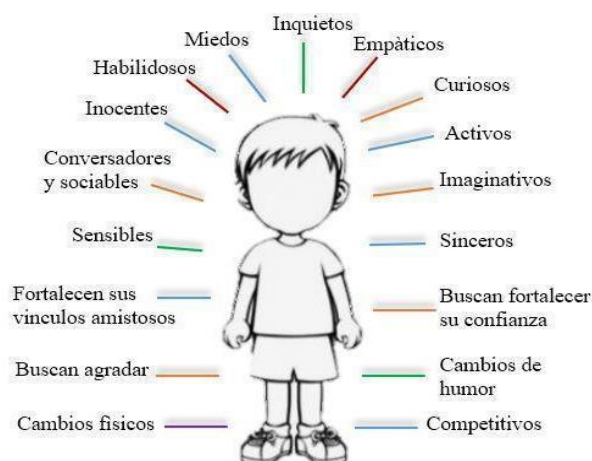 Inquietos
Miedos
Empàticos
Habilidosos
Curiosos
Inocentes
Activos
Conversadores
y sociables
Imaginativos
Sensibles
Sinceros
Fortalecen sus
vinculos amistosos
Buscan fortalecer
su confianza
Buscan agradar
Cambios de
humor
Cambios fisicos
Competitivos